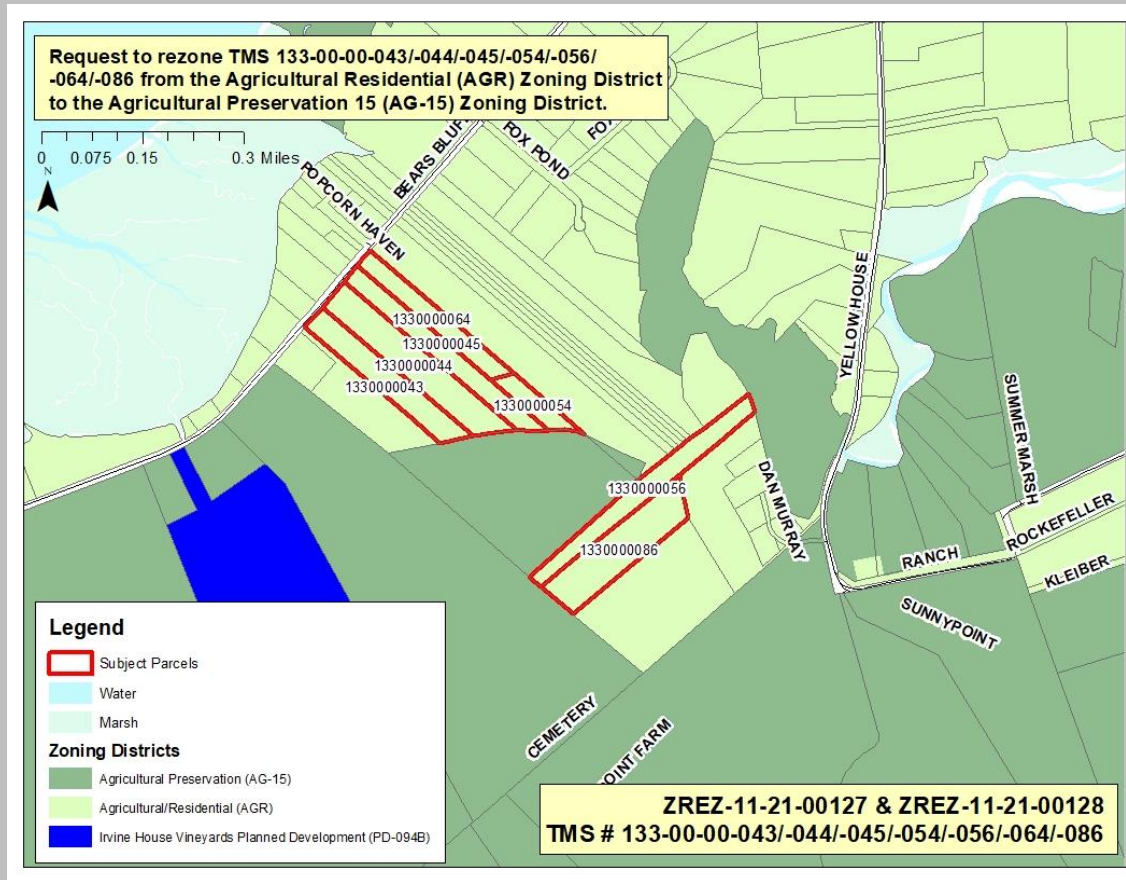 Request to rezone TMS 133-00-00-043/-044/-045/-054/-056/
-064/-086 from the Agricultural Residential (AGR) Zoning District
to the Agricultural Preservation 15 (AG-15) Zoning District.
0 0.075 0.15 0.3 Miles
N
POPCORN HAVEN
BEARS BLUFF
FOX POND
FOX
YELLOW HOUSE
1330000064
1330000045
1330000044
1330000043
1330000054
1330000056
1330000086
DAN MURRAY
SUMMER MARSH
ROCKEFELLER
RANCH
KLEIBER
SUNNYPOINT
CEMETERY
OINT FARM
Legend
Subject Parcels
Water
Marsh
Zoning Districts
Agricultural Preservation (AG-15)
Agricultural/Residential (AGR)
Irvine House Vineyards Planned Development (PD-094B)
ZREZ-11-21-00127 & ZREZ-11-21-00128
TMS # 133-00-00-043/-044/-045/-054/-056/-064/-086